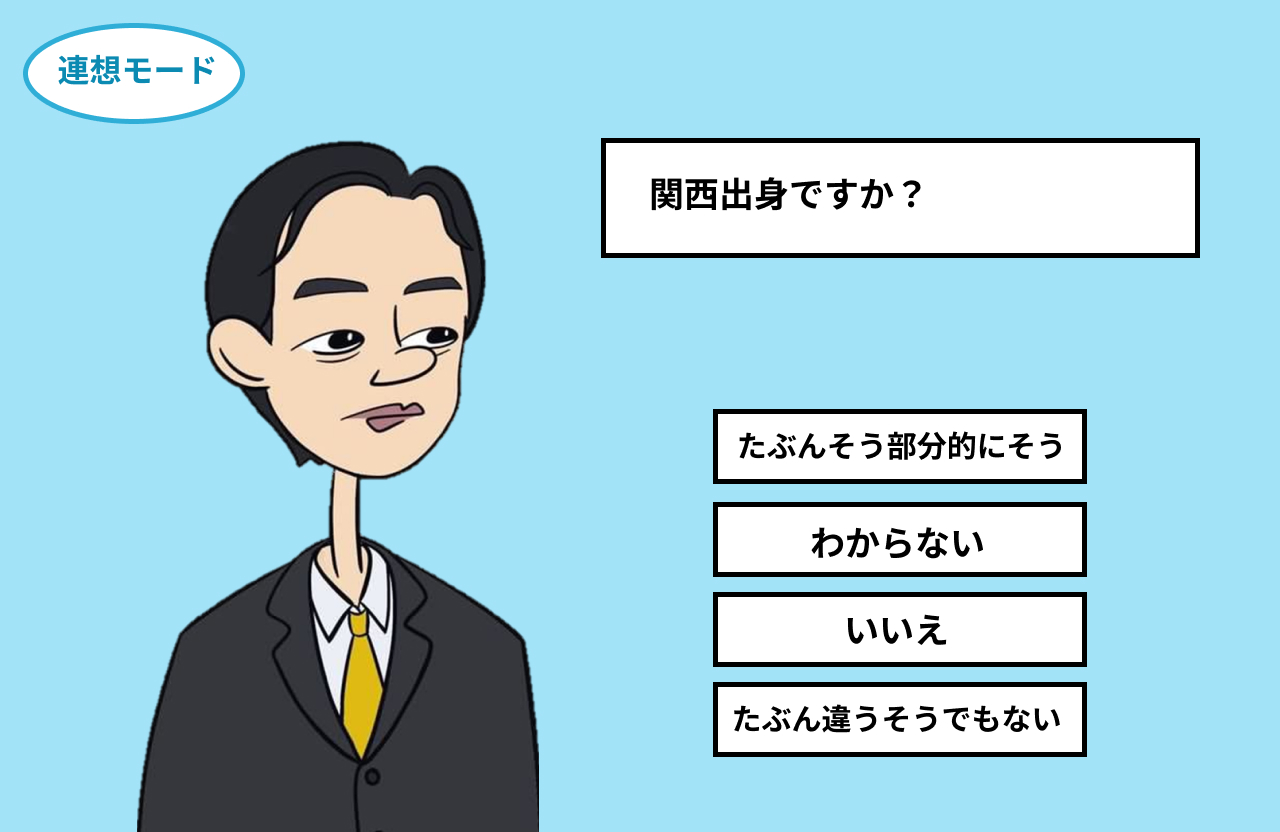 連想モード
関西出身ですか？
たぶんそう部分的にそう
わからない
いいえ
たぶん違うそうでもない